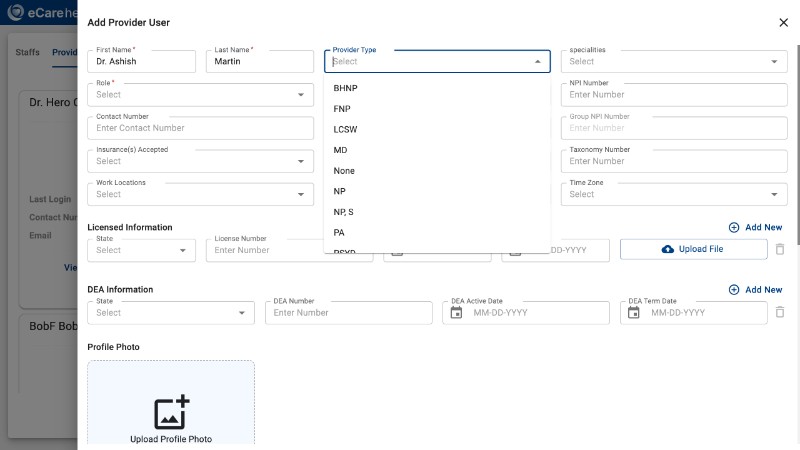 eCare he
Add Provider User
Staffs
Provid
First Name *
Dr. Ashish
Last Name *
Martin
Provider Type
Select
specialities
Select
Dr. Hero C
Role *
Select
BHNP
NPI Number
Enter Number
FNP
Contact Number
Enter Contact Number
LCSW
Group NPI Number
Enter Number
MD
Insurance(s) Accepted
Select
Taxonomy Number
Enter Number
None
Work Locations
Select
NP
Time Zone
Select
Last Login
NP, S
Contact Nur
Licensed Information
Add New
PA
Email
State
Select
License Number
Enter Number
DD-YYYY
Upload File
Vie
DEA Information
Add New
State
Select
DEA Number
Enter Number
DEA Active Date
MM-DD-YYYY
DEA Term Date
MM-DD-YYYY
BobF Bob
Profile Photo
Upload Profile Photo